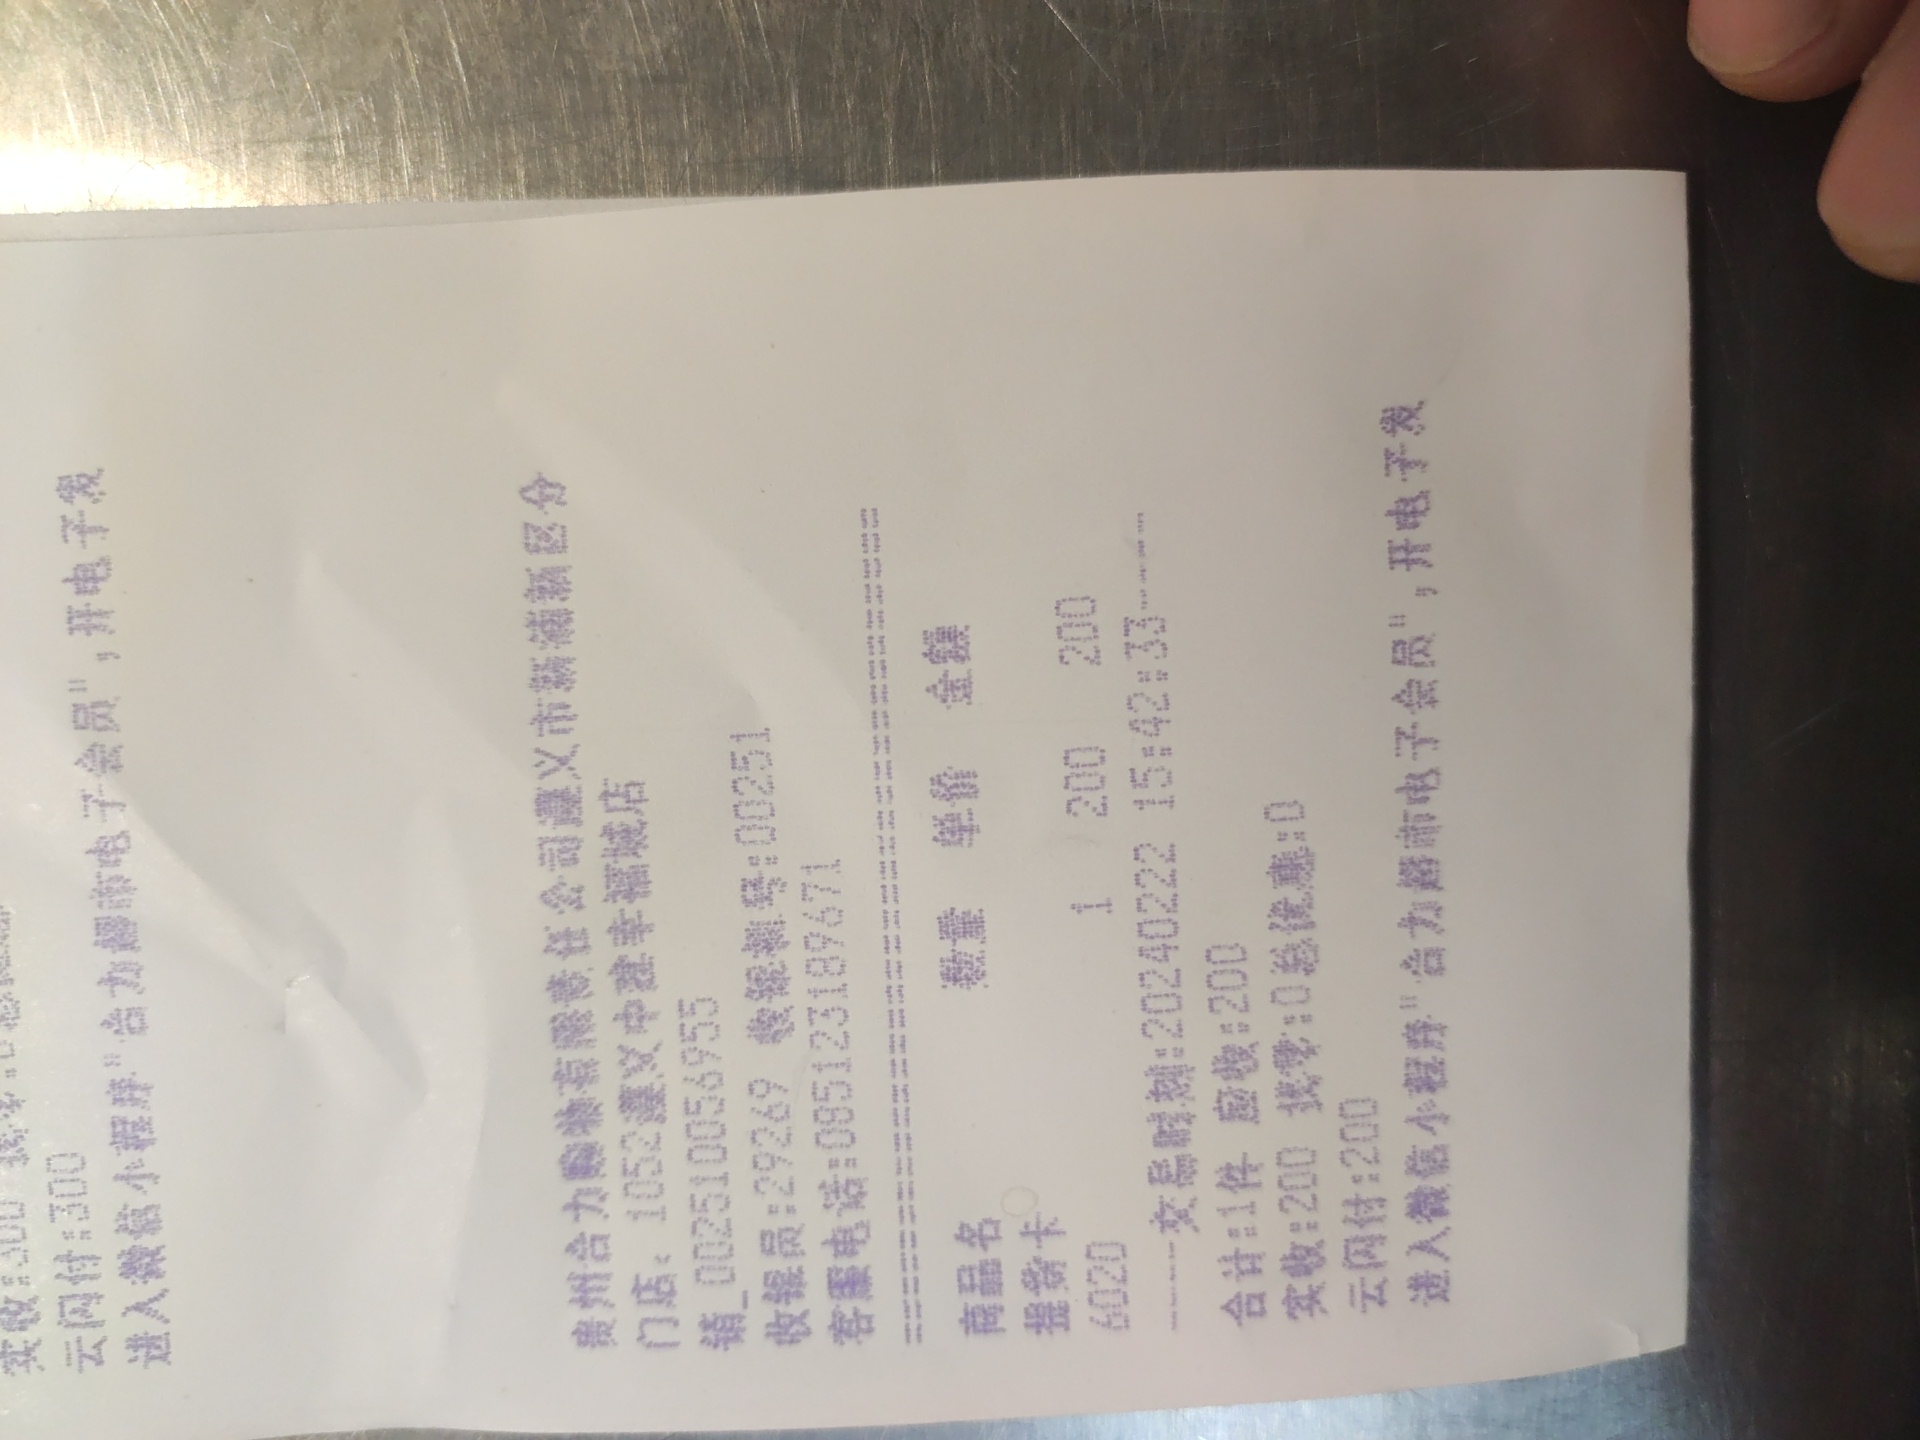 实收:300
云闪付:300
进入微信小程序"合力超市电子会员",开电子发
贵州合力购物有限责任公司遵义市新蒲新区分
门店: 1052遵义中建幸福城店
销_002510056955
收银员:29269 收银机号:00251
客服电话:085123189671
==========================================
商品名 数量 单价 金额
提货卡
6020 1 200 200
------交易时刻:20240222 15:42:33------
合计:1件 应收:200
实收:200 找零:0总优惠:0
云闪付:200
进入微信小程序"合力超市电子会员",开电子发